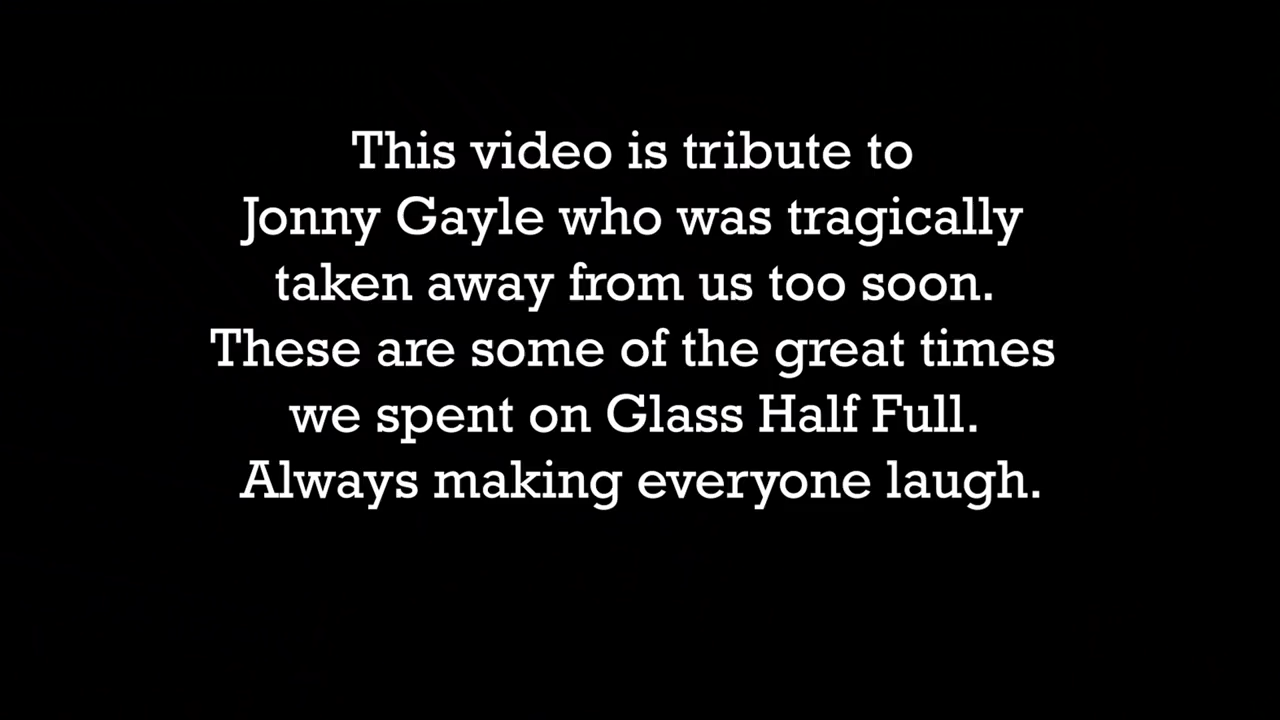 This video is tribute to
Jonny Gayle who was tragically
taken away from us too soon.
These are some of the great times
we spent on Glass Half Full.
Always making everyone laugh.